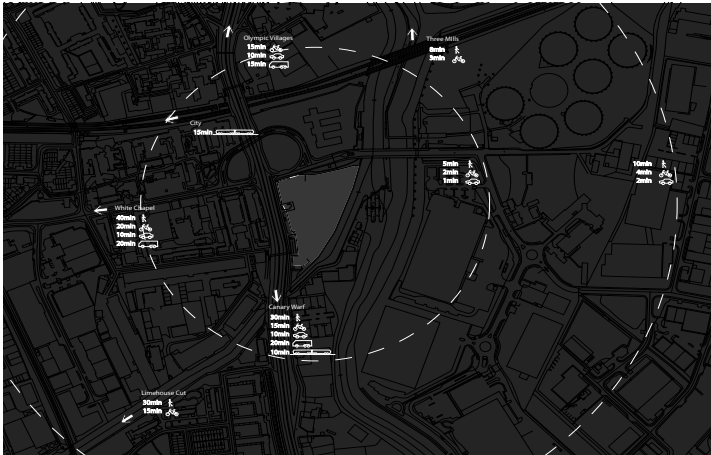 Olympic Villages
15min
10min
15min
Three Mills
8min
3min
City
15min
5min
2min
1min
10min
4min
2min
White Chapel
40min
20min
10min
20min
Canary Warf
30min
15min
10min
20min
10min
Limehouse Cut
30min
15min